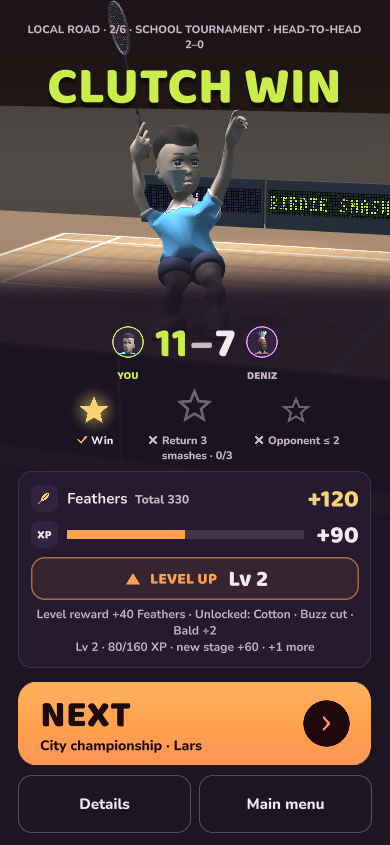 LOCAL ROAD · 2/6 · SCHOOL TOURNAMENT · HEAD-TO-HEAD
2–0
CLUTCH WIN
BIRDIE SMASH
11–7
YOU
DENIZ
Win
Return 3
smashes · 0/3
Opponent ≤ 2
Feathers Total 330
+120
XP
+90
LEVEL UP Lv 2
Level reward +40 Feathers · Unlocked: Cotton · Buzz cut ·
Bald +2
Lv 2 · 80/160 XP · new stage +60 · +1 more
NEXT
City championship · Lars
Details
Main menu